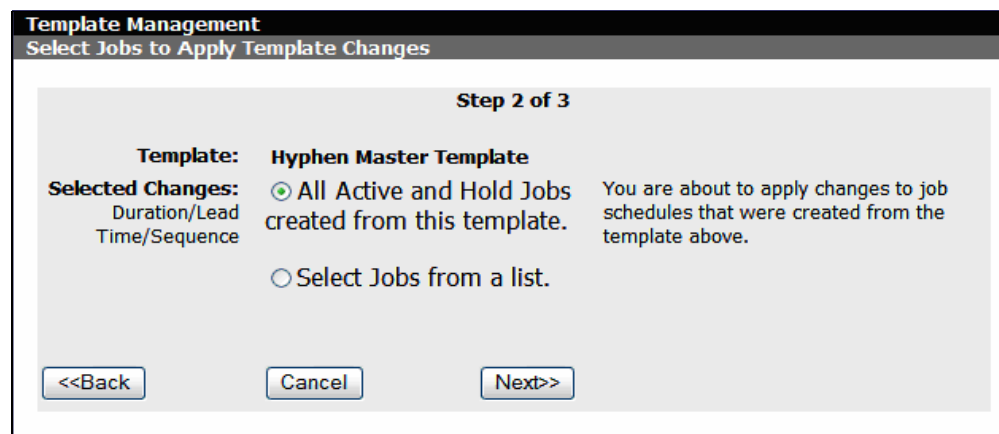 Template Management
Select Jobs to Apply Template Changes
Step 2 of 3
Template: Hyphen Master Template
Selected Changes:
Duration/Lead
Time/Sequence
All Active and Hold Jobs
created from this template.
Select Jobs from a list.
You are about to apply changes to job
schedules that were created from the
template above.
<<Back
Cancel
Next>>